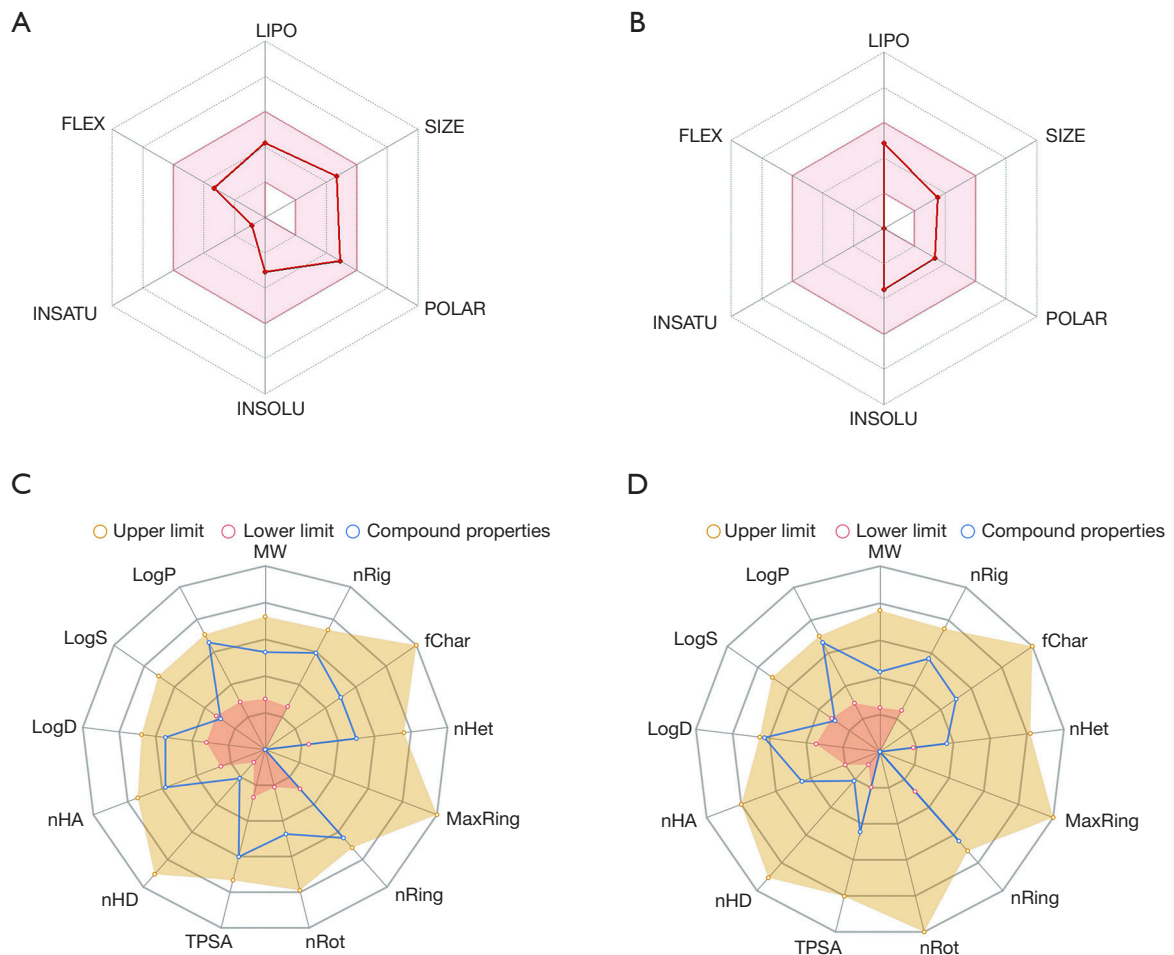 A
LIPO
FLEX
SIZE
INSATU
POLAR
INSOLU
B
LIPO
FLEX
SIZE
INSATU
POLAR
INSOLU
C
Upper limit Lower limit Compound properties
MW
LogP
nRig
LogS
fChar
LogD
nHet
nHA
MaxRing
nHD
nRing
TPSA
nRot
D
Upper limit Lower limit Compound properties
MW
LogP
nRig
LogS
fChar
LogD
nHet
nHA
MaxRing
nHD
nRing
TPSA
nRot